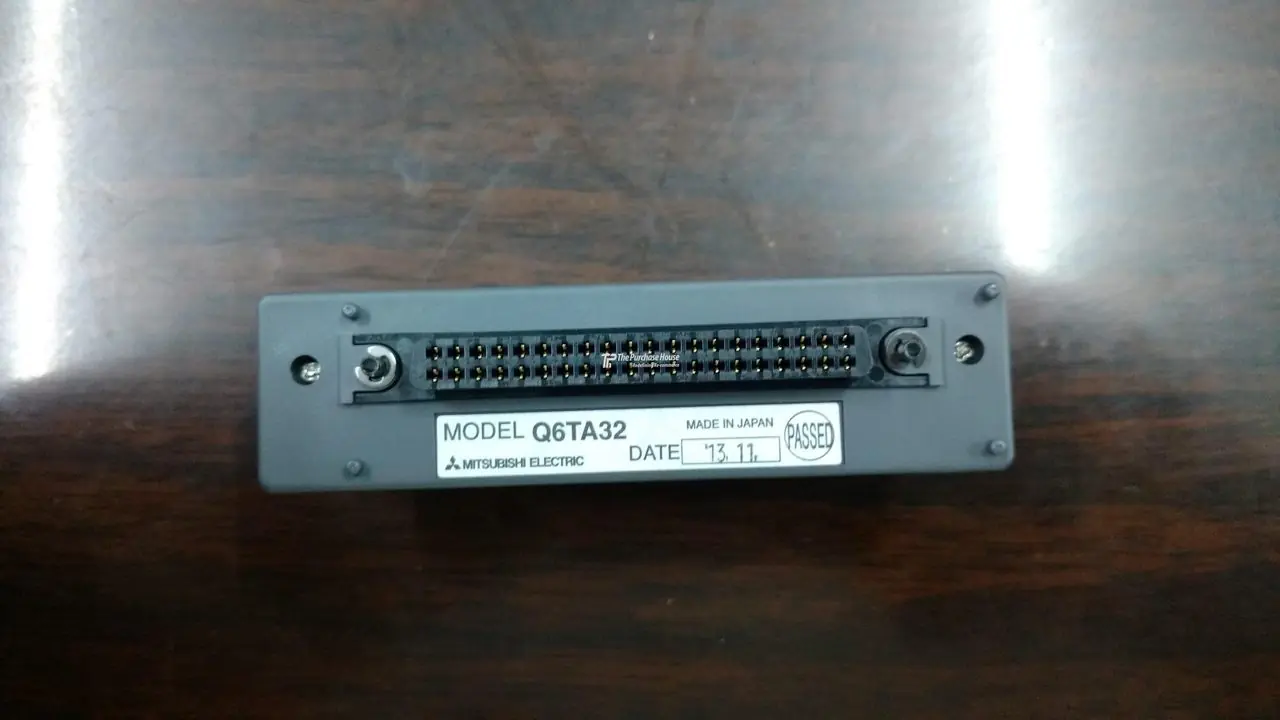 The Purchase House
MODEL Q6TA32
MADE IN JAPAN
PASSED
MITSUBISHI ELECTRIC
DATE '13. 11.